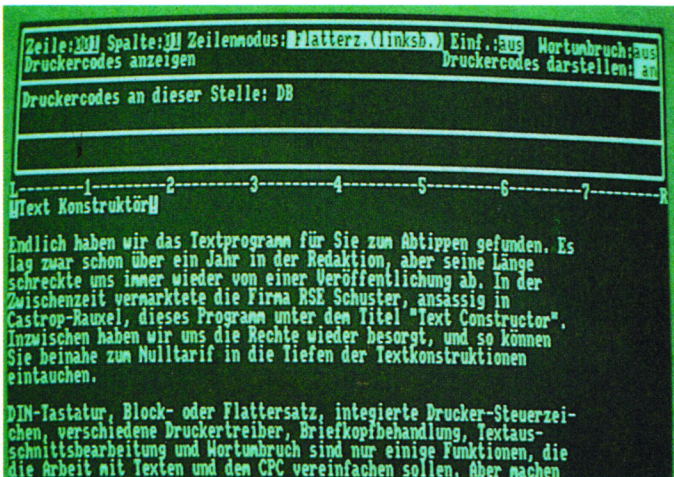 Zeile:001 Spalte:01 Zeilenmodus: Flatterz.(linksb.) Einf.:aus Wortumbruch:aus
Druckercodes anzeigen Druckercodes darstellen: an
Druckercodes an dieser Stelle: DB
L--------1---------2---------3---------4---------5---------6---------7---------R
Text Konstruktör
Endlich haben wir das Textprogramm für Sie zum Abtippen gefunden. Es
lag zwar schon über ein Jahr in der Redaktion, aber seine Länge
schreckte uns immer wieder von einer Veröffentlichung ab. In der
Zwischenzeit vermarktete die Firma RSE Schuster, ansässig in
Castrop-Rauxel, dieses Programm unter dem Titel "Text Constructor".
Inzwischen haben wir uns die Rechte wieder besorgt, und so können
Sie beinahe zum Nulltarif in die Tiefen der Textkonstruktionen
eintauchen.
DIN-Tastatur, Block- oder Flattersatz, integierte Drucker-Steuerzei-
chen, verschiedene Druckertreiber, Briefkopfbehandlung, Textaus-
schnittsbearbeitung und Wortumbruch sind nur einige Funktionen, die
die Arbeit mit Texten und dem CPC vereinfachen sollen. Aber machen